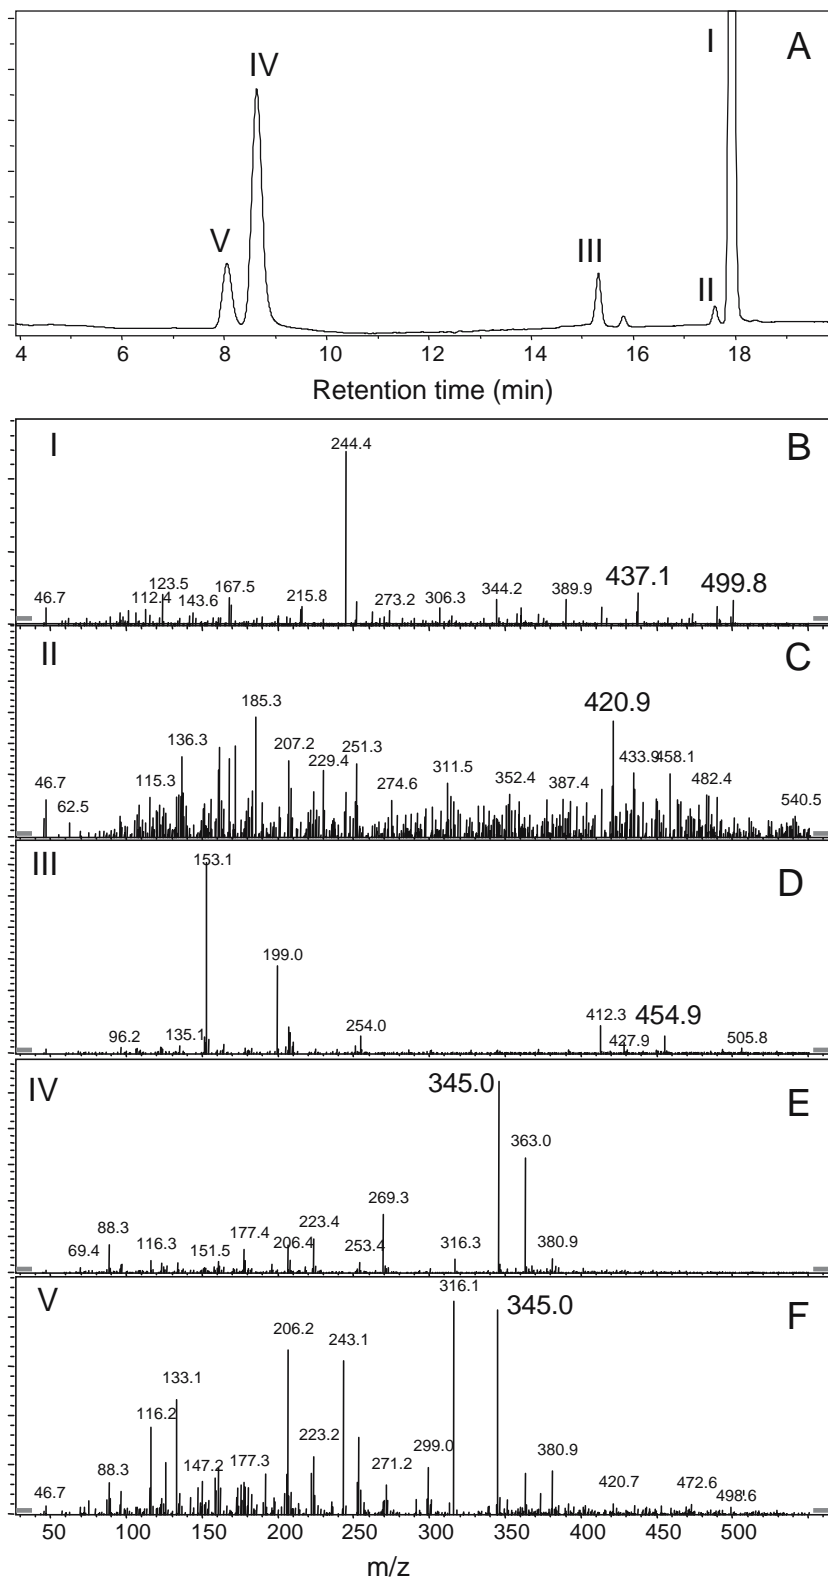 A
I
IV
V
III
II
4 6 8 10 12 14 16 18
Retention time (min)
I
B
244.4
46.7 112.4 123.5 143.6 167.5 215.8 273.2 306.3 344.2 389.9 437.1 499.8
II
C
46.7 62.5 115.3 136.3 185.3 207.2 229.4 251.3 274.6 311.5 352.4 387.4 420.9 433.9 458.1 482.4 540.5
III
D
153.1
96.2 135.1 199.0 254.0 412.3 427.9 454.9 505.8
IV
E
345.0
69.4 88.3 116.3 151.5 177.4 206.4 223.4 253.4 269.3 316.3 363.0 380.9
V
F
316.1
345.0
46.7 88.3 116.2 133.1 147.2 177.3 206.2 223.2 243.1 271.2 299.0 380.9 420.7 472.6 498.6
50 100 150 200 250 300 350 400 450 500
m/z